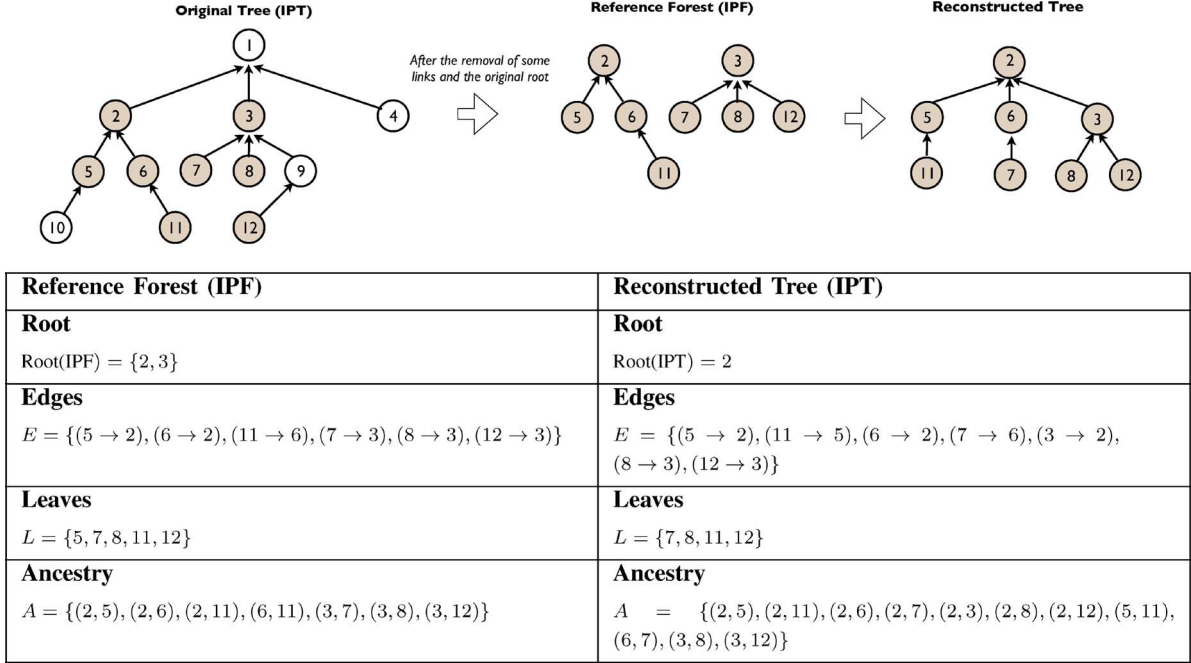 Original Tree (IPT)
Reference Forest (IPF)
Reconstructed Tree
After the removal of some
links and the original root
1
2
3
4
5
6
7
8
9
10
11
12
2
3
5
6
7
8
12
11
2
5
6
3
11
7
8
12
Reference Forest (IPF)
Reconstructed Tree (IPT)
Root
Root(IPF) = {2, 3}
Root
Root(IPT) = 2
Edges
E = {(5 → 2), (6 → 2), (11 → 6), (7 → 3), (8 → 3), (12 → 3)}
Edges
E = {(5 → 2), (11 → 5), (6 → 2), (7 → 6), (3 → 2),
(8 → 3), (12 → 3)}
Leaves
L = {5, 7, 8, 11, 12}
Leaves
L = {7, 8, 11, 12}
Ancestry
A = {(2, 5), (2, 6), (2, 11), (6, 11), (3, 7), (3, 8), (3, 12)}
Ancestry
A = {(2, 5), (2, 11), (2, 6), (2, 7), (2, 3), (2, 8), (2, 12), (5, 11),
(6, 7), (3, 8), (3, 12)}